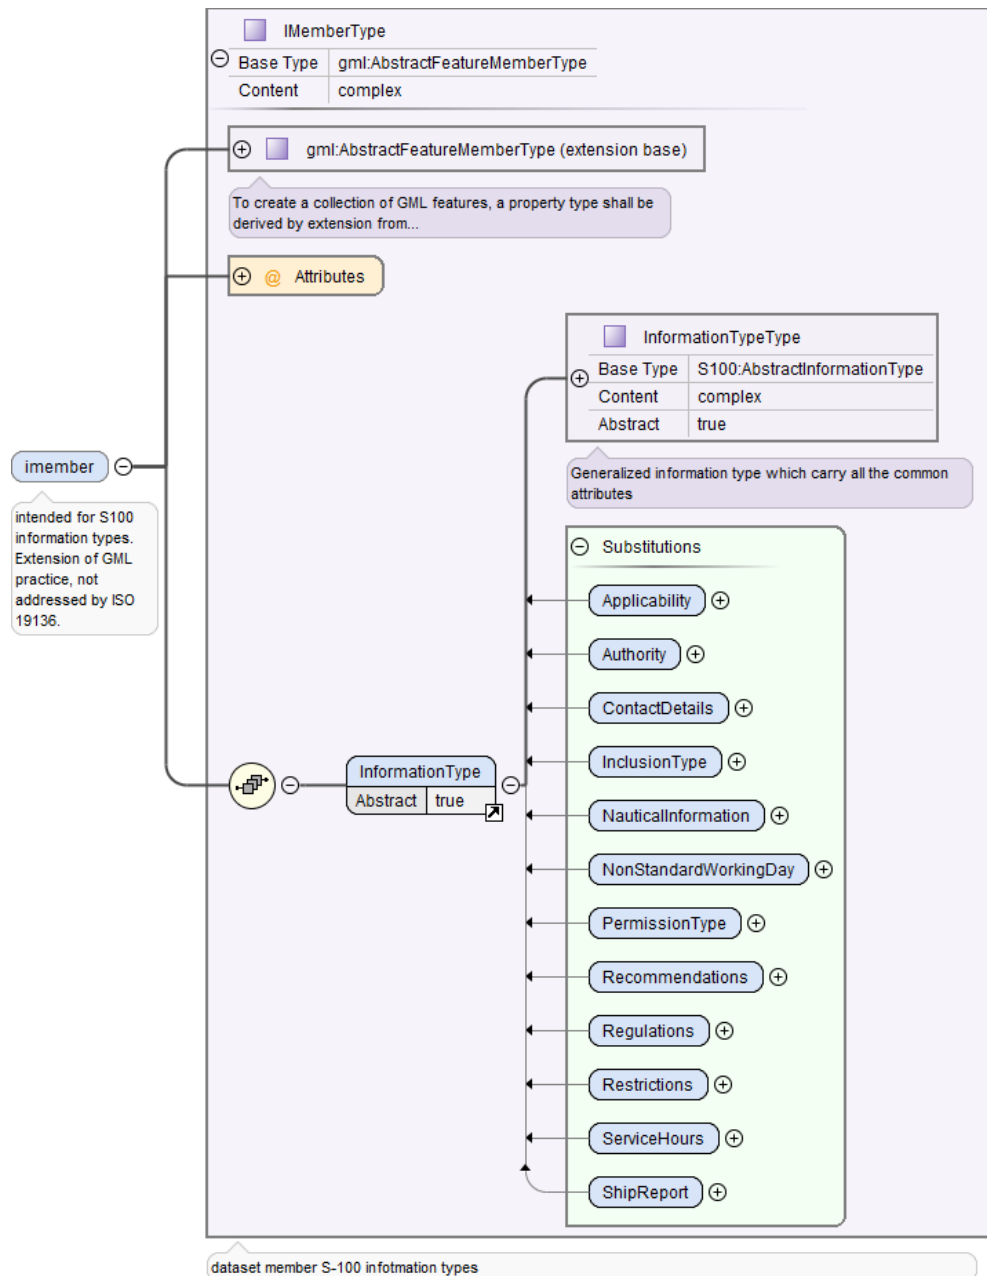 IMemberType
Base Type gml:AbstractFeatureMemberType
Content complex
gml:AbstractFeatureMemberType (extension base)
To create a collection of GML features, a property type shall be
derived by extension from...
@ Attributes
InformationTypeType
Base Type S100:AbstractInformationType
Content complex
Abstract true
Generalized information type which carry all the common
attributes
imember
intended for S100
information types.
Extension of GML
practice, not
addressed by ISO
19136.
InformationType
Abstract true
Substitutions
Applicability
Authority
ContactDetails
InclusionType
NauticalInformation
NonStandardWorkingDay
PermissionType
Recommendations
Regulations
Restrictions
ServiceHours
ShipReport
dataset member S-100 infotmation types